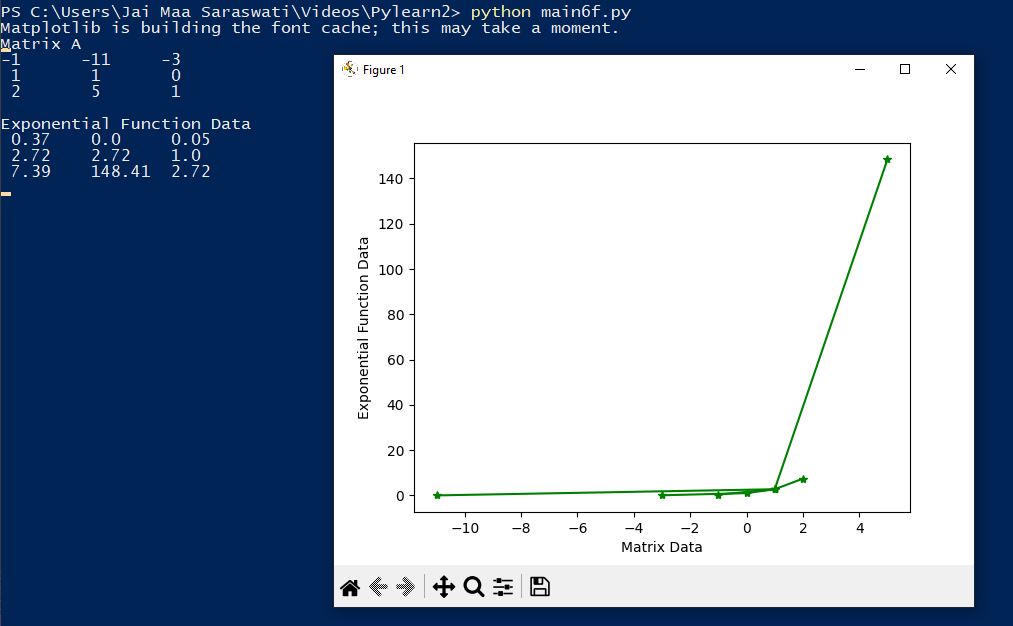 PS C:\Users\Jai Maa Saraswati\Videos\Pylearn2> python main6f.py
Matplotlib is building the font cache; this may take a moment.
Matrix A
-1 -11 -3
1 1 0
2 5 1
Exponential Function Data
0.37 0.0 0.05
2.72 2.72 1.0
7.39 148.41 2.72
Figure 1
Exponential Function Data
140
120
100
80
60
40
20
0
−10 −8 −6 −4 −2 0 2 4
Matrix Data